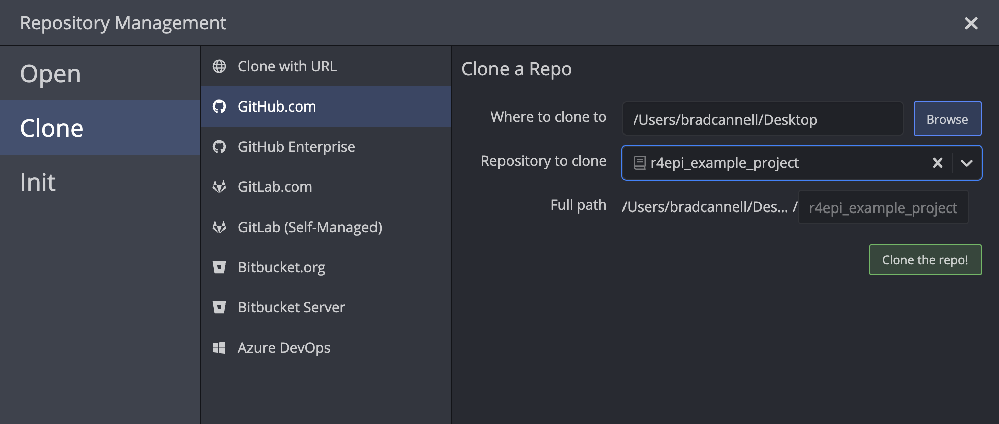 Repository Management
Open
Clone
Init
Clone with URL
GitHub.com
GitHub Enterprise
GitLab.com
GitLab (Self-Managed)
Bitbucket.org
Bitbucket Server
Azure DevOps
Clone a Repo
Where to clone to /Users/bradcannell/Desktop Browse
Repository to clone r4epi_example_project
Full path /Users/bradcannell/Des... / r4epi_example_project
Clone the repo!